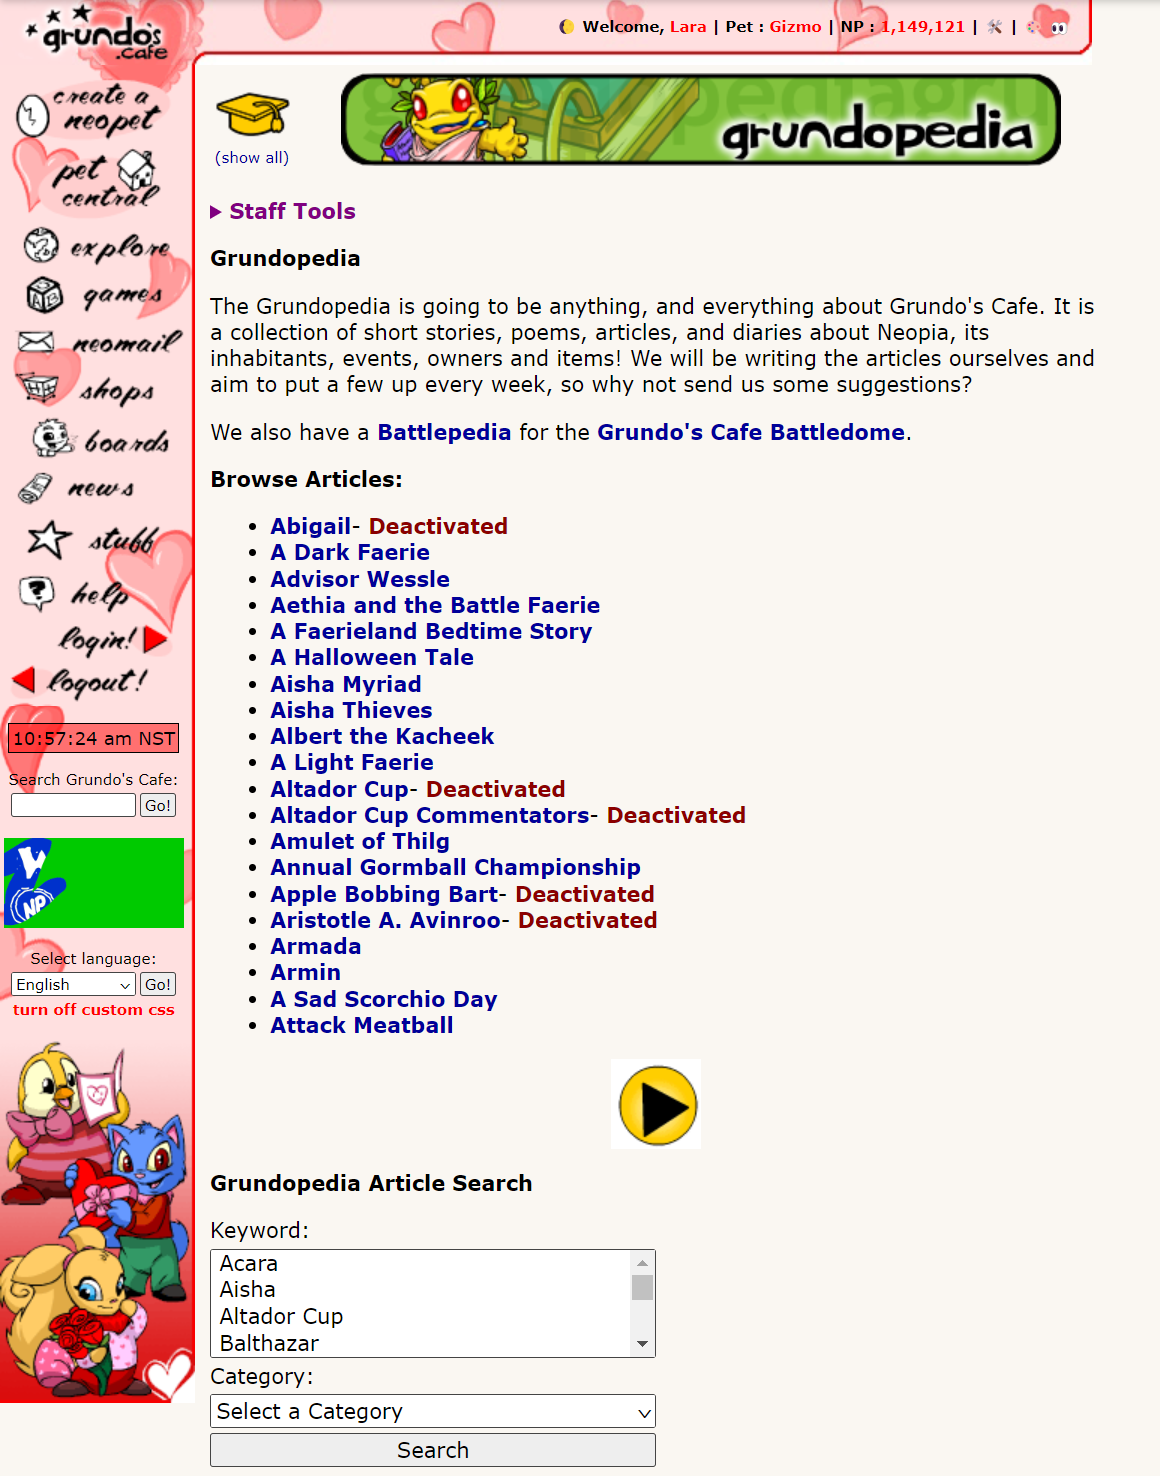 grundo's
.cafe
Welcome, Lara | Pet : Gizmo | NP : 1,149,121 | |
create a
neopet
pet
central
explore
games
neomail
shops
boards
news
stuff
help
login!
logout!
10:57:24 am NST
Search Grundo's Cafe:
Go!
NP
Select language:
English
Go!
turn off custom css
(show all)
grundopedia
Staff Tools
Grundopedia
The Grundopedia is going to be anything, and everything about Grundo's Cafe. It is
a collection of short stories, poems, articles, and diaries about Neopia, its
inhabitants, events, owners and items! We will be writing the articles ourselves and
aim to put a few up every week, so why not send us some suggestions?
We also have a Battlepedia for the Grundo's Cafe Battledome.
Browse Articles:
• Abigail- Deactivated
• A Dark Faerie
• Advisor Wessle
• Aethia and the Battle Faerie
• A Faerieland Bedtime Story
• A Halloween Tale
• Aisha Myriad
• Aisha Thieves
• Albert the Kacheek
• A Light Faerie
• Altador Cup- Deactivated
• Altador Cup Commentators- Deactivated
• Amulet of Thilg
• Annual Gormball Championship
• Apple Bobbing Bart- Deactivated
• Aristotle A. Avinroo- Deactivated
• Armada
• Armin
• A Sad Scorchio Day
• Attack Meatball
Grundopedia Article Search
Keyword:
Acara
Aisha
Altador Cup
Balthazar
Category:
Select a Category
Search